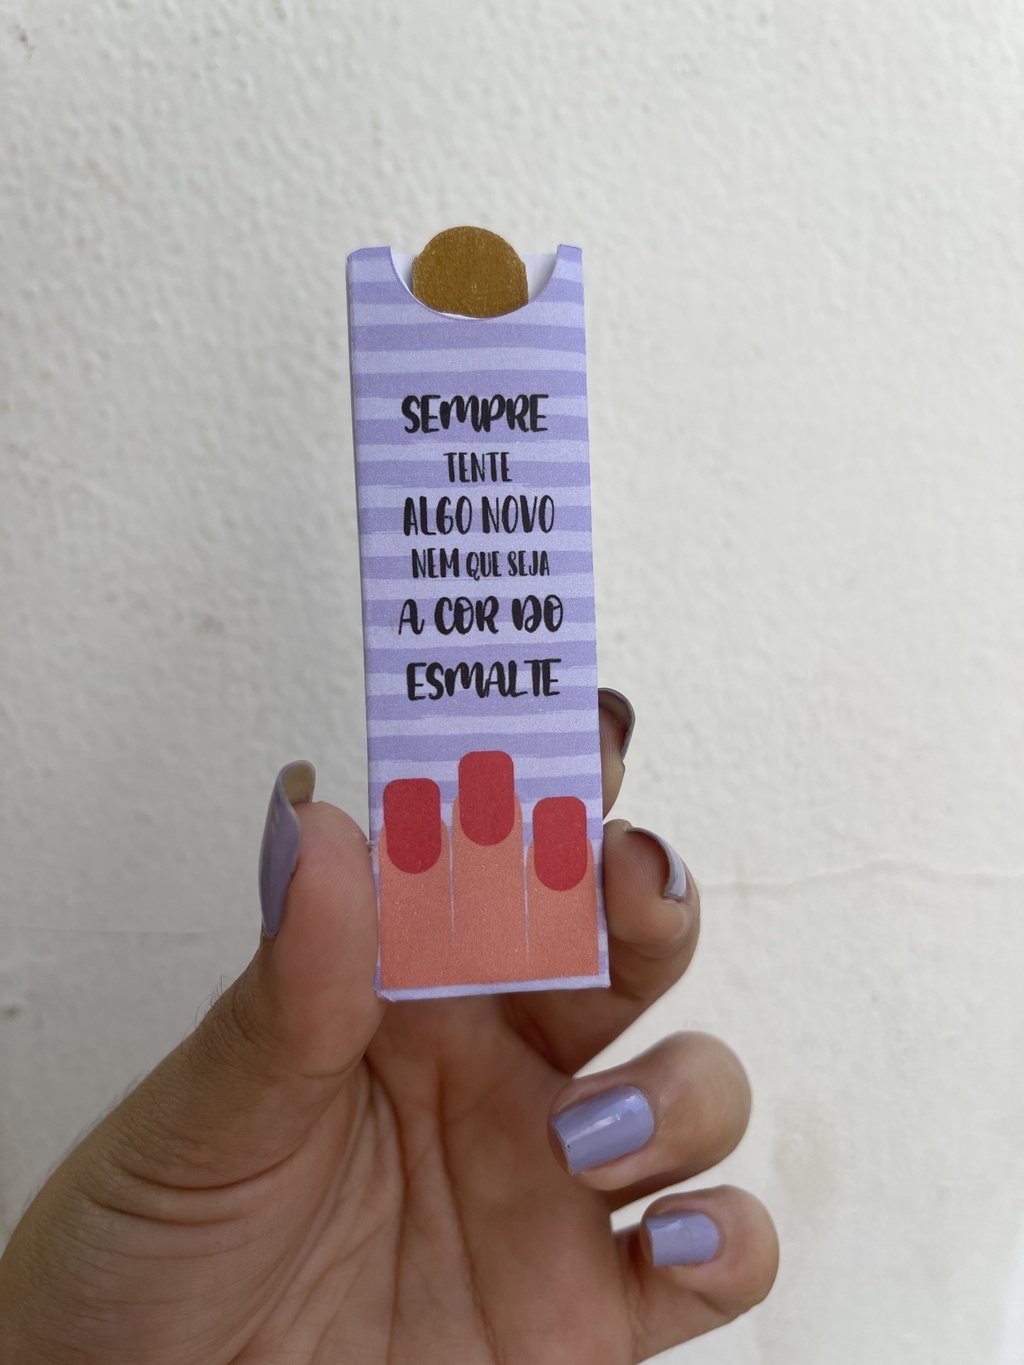 SEMPRE
TENTE
ALGO NOVO
NEM QUE SEJA
A COR DO
ESMALTE